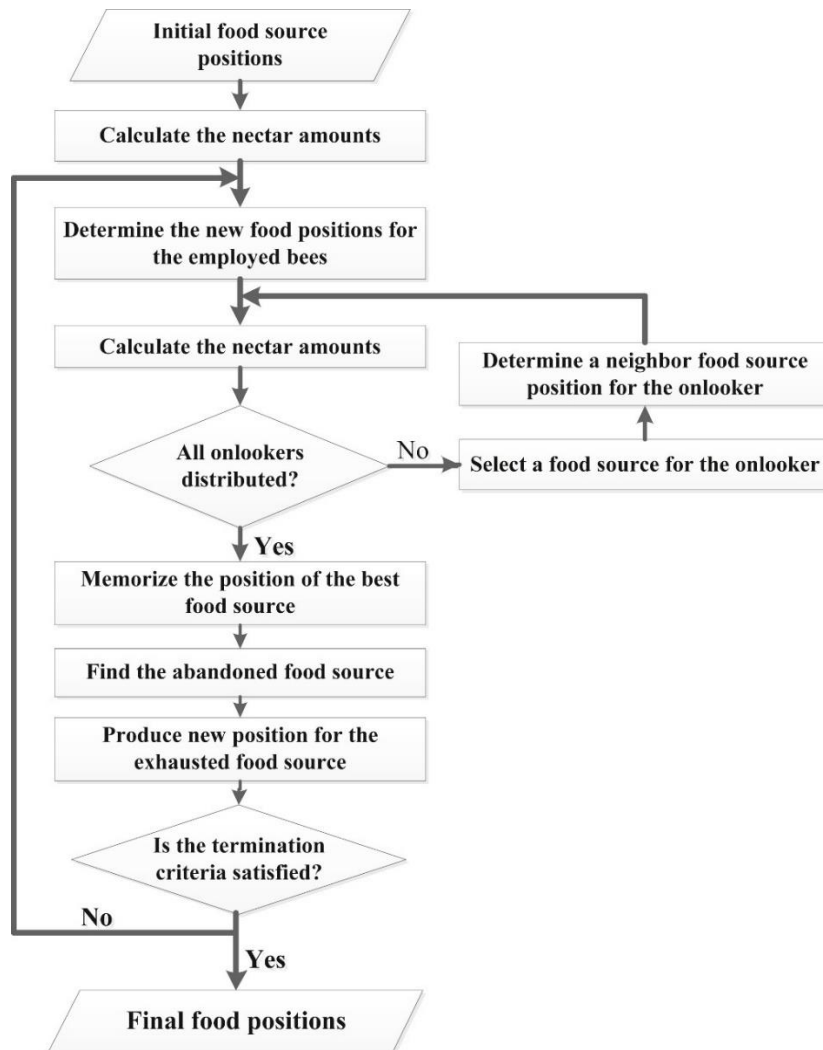 Initial food source
positions
Calculate the nectar amounts
Determine the new food positions for
the employed bees
Calculate the nectar amounts
Determine a neighbor food source
position for the onlooker
All onlookers
distributed?
No
Select a food source for the onlooker
Yes
Memorize the position of the best
food source
Find the abandoned food source
Produce new position for the
exhausted food source
Is the termination
criteria satisfied?
No
Yes
Final food positions